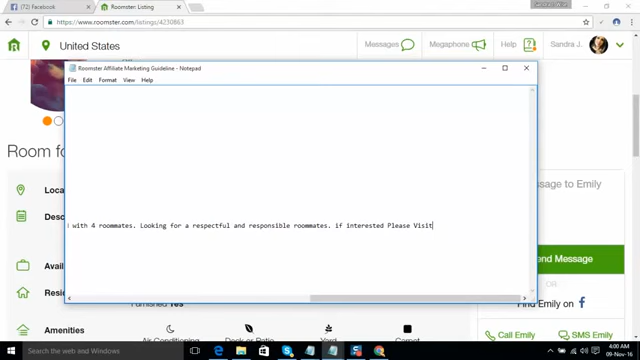 (72) Facebook
Roomster: Listing
Sandra's Wish
https://www.roomster.com/listings/4230863
United States
Messages
Megaphone
Help
Sandra J.
Roomster Affiliate Marketing Guideline - Notepad
File Edit Format View Help
Room fo
Loca
Desc
with 4 roommates. Looking for a respectful and responsible roommates. if interested Please Visit
Avail
Resid
Furnished Yes
Amenities
Air Conditioning
Deck or Patio
Yard
Carpet
ssage to Emily
end Message
OR
Find Emily on
Call Emily
SMS Emily
Search the web and Windows
4:00 AM
09-Nov-16